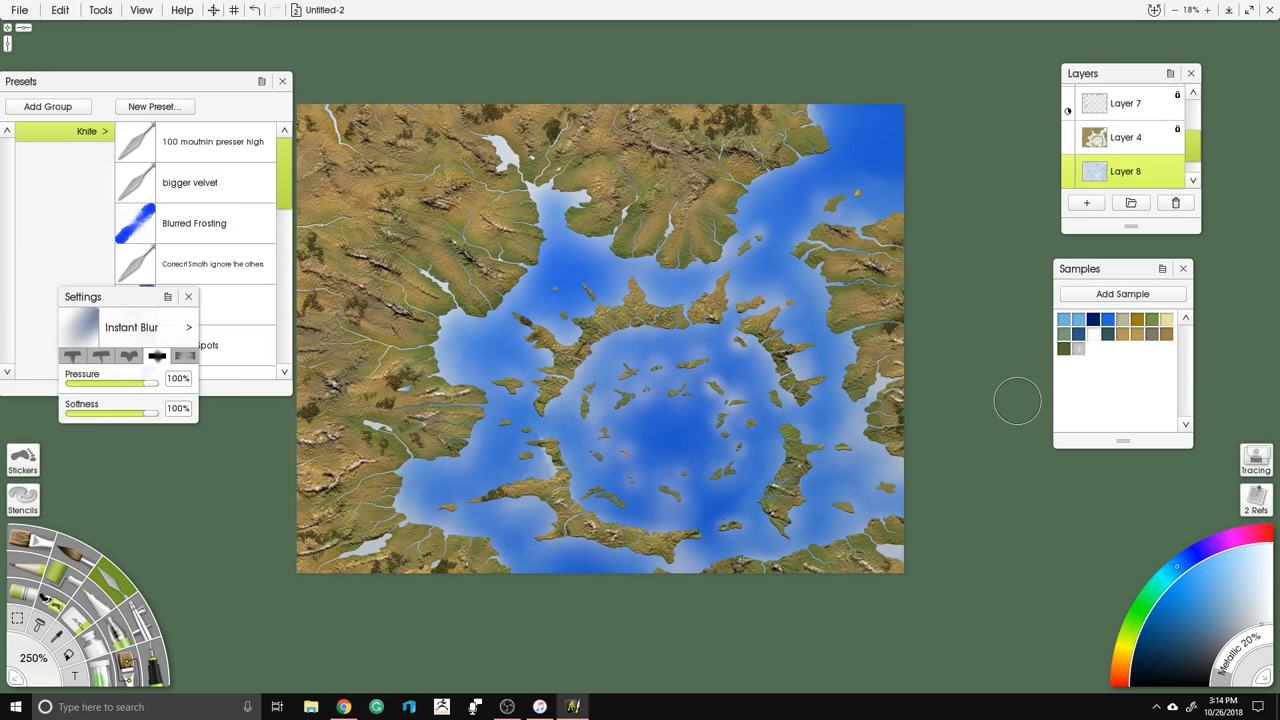 File Edit Tools View Help Untitled-2 18%
Presets
Add Group New Preset...
Knife >
100 moutnin presser high
bigger velvet
Blurred Frosting
Correcrl Smoth ignore the others
Spots
Settings
Instant Blur >
Pressure 100%
Softness 100%
Layers
Layer 7
Layer 4
Layer 8
Samples
Add Sample
Stickers
Stencils
Tracing
2 Refs
250%
T
Metallic 20%
Type here to search
3:14 PM
10/26/2018